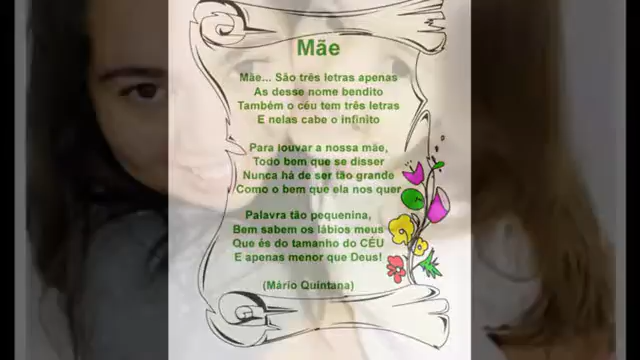 Mãe
Mãe... São três letras apenas
As desse nome bendito
Também o céu tem três letras
E nelas cabe o infinito
Para louvar a nossa mãe,
Todo bem que se disser
Nunca há de ser tão grande
Como o bem que ela nos quer
Palavra tão pequenina,
Bem sabem os lábios meus
Que és do tamanho do CÉU
E apenas menor que Deus!
(Mário Quintana)